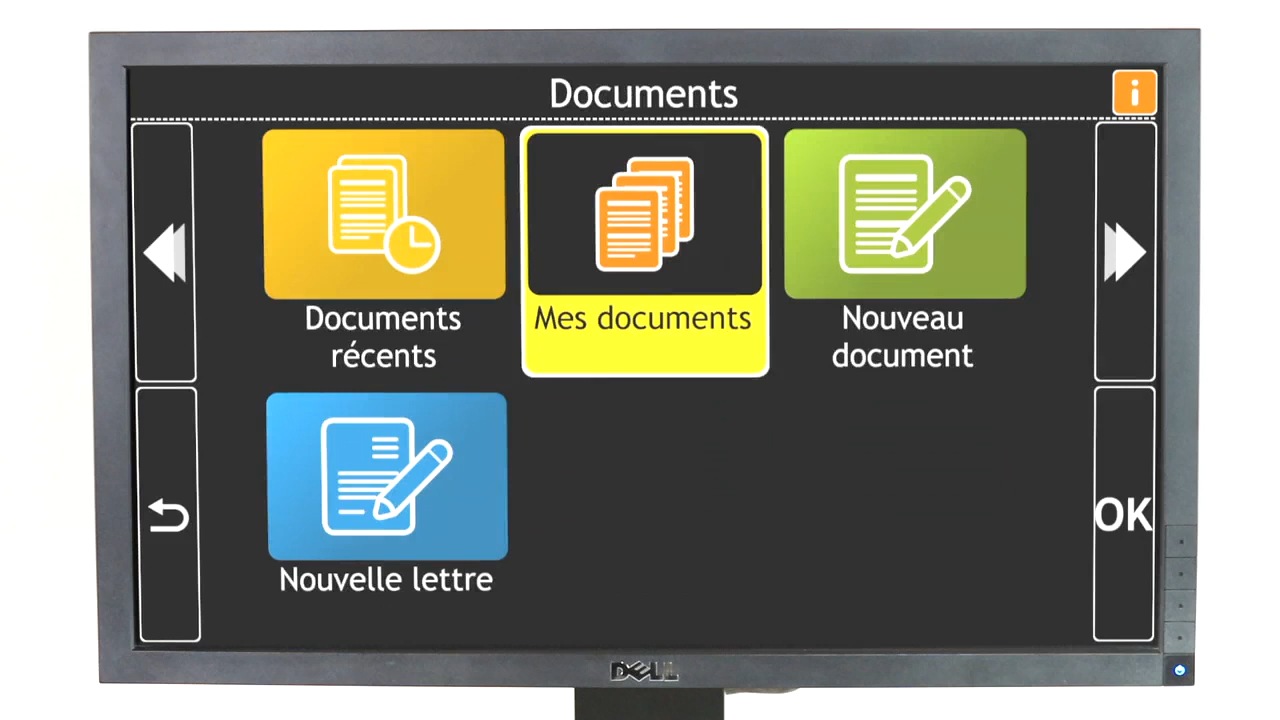 Documents
i
Documents
récents
Mes documents
Nouveau
document
Nouvelle lettre
OK
DELL